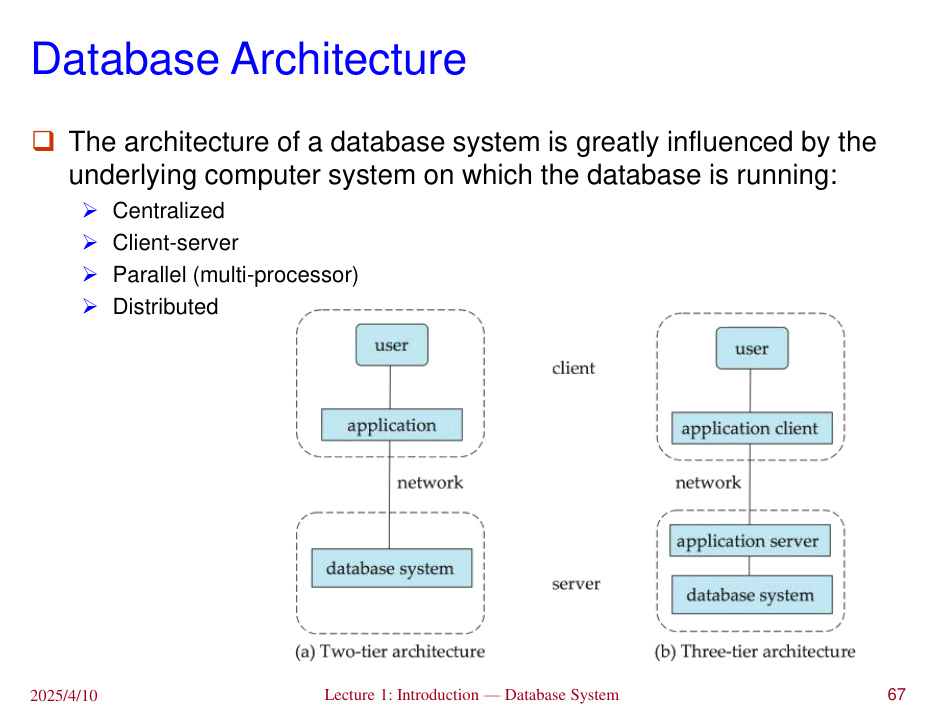 Database Architecture
❑ The architecture of a database system is greatly influenced by the
underlying computer system on which the database is running:
➢ Centralized
➢ Client-server
➢ Parallel (multi-processor)
➢ Distributed
user
application
network
database system
(a) Two-tier architecture
client
server
user
application client
network
application server
database system
(b) Three-tier architecture
2025/4/10
Lecture 1: Introduction — Database System
67